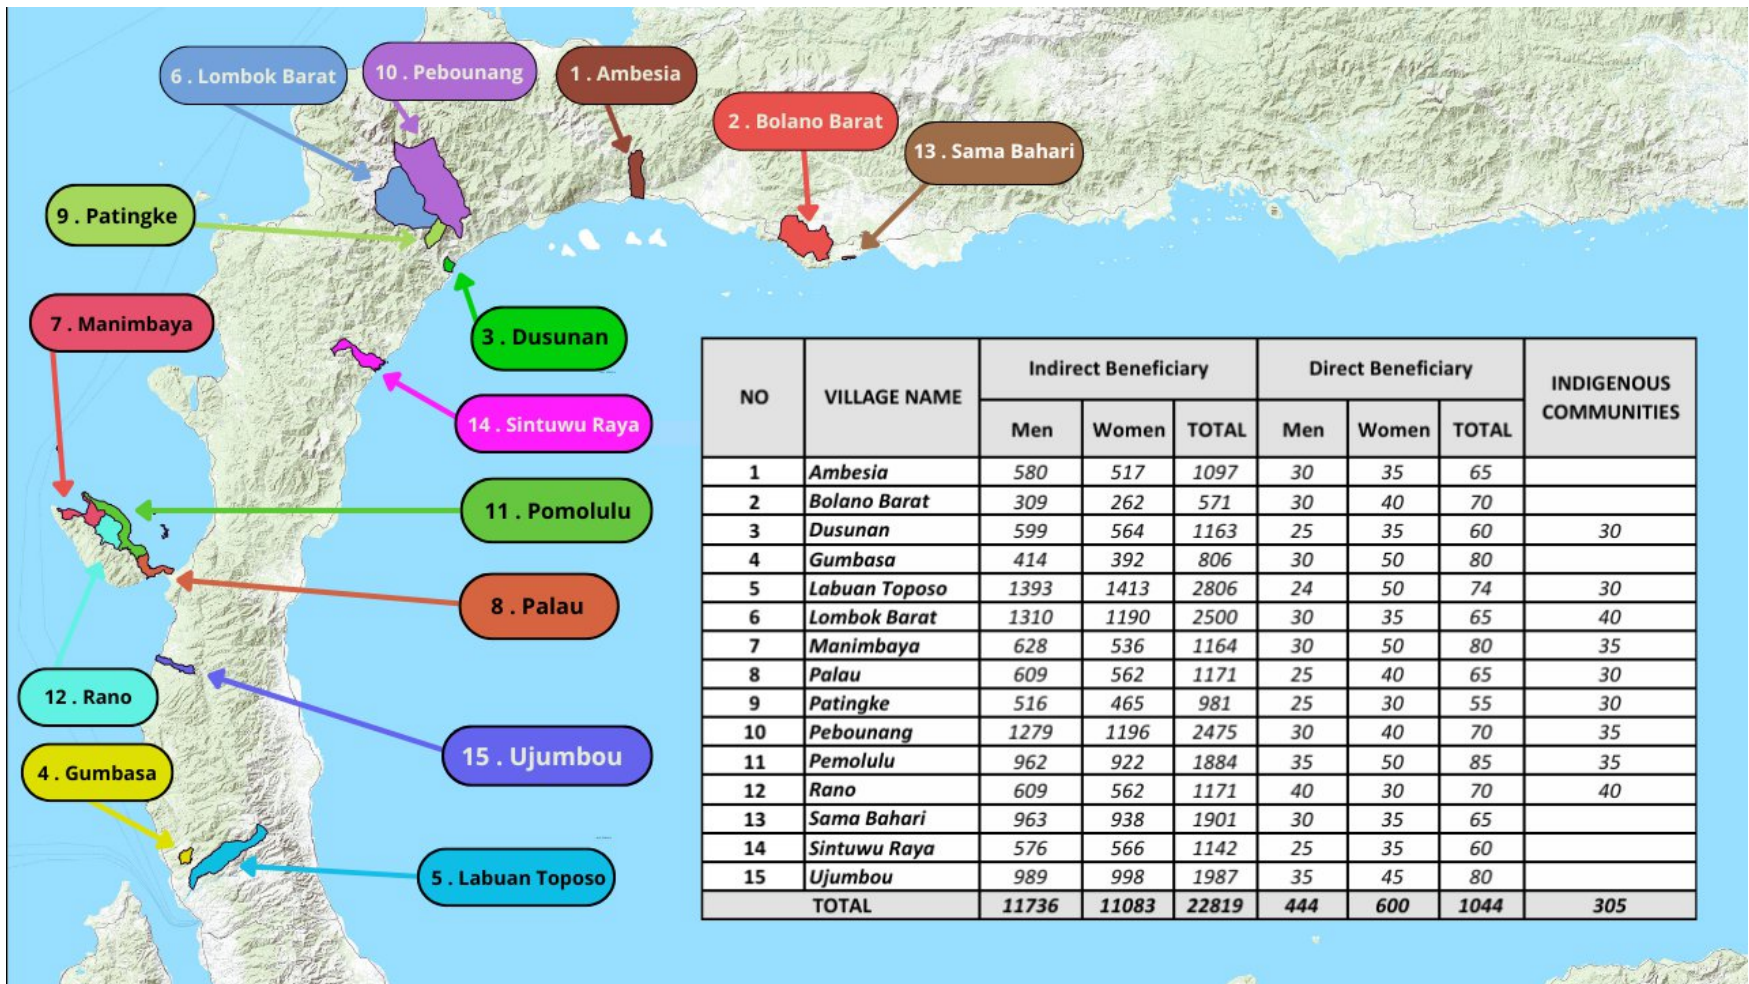 6 . Lombok Barat
10 . Pebounang
1 . Ambesia
2 . Bolano Barat
13 . Sama Bahari
9 . Patingke
7 . Manimbaya
3 . Dusunan
14 . Sintuwu Raya
11 . Pomolulu
8 . Palau
12 . Rano
15 . Ujumbou
4 . Gumbasa
5 . Labuan Toposo
NO VILLAGE NAME Indirect Beneficiary Direct Beneficiary INDIGENOUS COMMUNITIES
Men Women TOTAL Men Women TOTAL
1 Ambesia 580 517 1097 30 35 65
2 Bolano Barat 309 262 571 30 40 70
3 Dusunan 599 564 1163 25 35 60 30
4 Gumbasa 414 392 806 30 50 80
5 Labuan Toposo 1393 1413 2806 24 50 74 30
6 Lombok Barat 1310 1190 2500 30 35 65 40
7 Manimbaya 628 536 1164 30 50 80 35
8 Palau 609 562 1171 25 40 65 30
9 Patingke 516 465 981 25 30 55 30
10 Pebounang 1279 1196 2475 30 40 70 35
11 Pemolulu 962 922 1884 35 50 85 35
12 Rano 609 562 1171 40 30 70 40
13 Sama Bahari 963 938 1901 30 35 65
14 Sintuwu Raya 576 566 1142 25 35 60
15 Ujumbou 989 998 1987 35 45 80
TOTAL 11736 11083 22819 444 600 1044 305